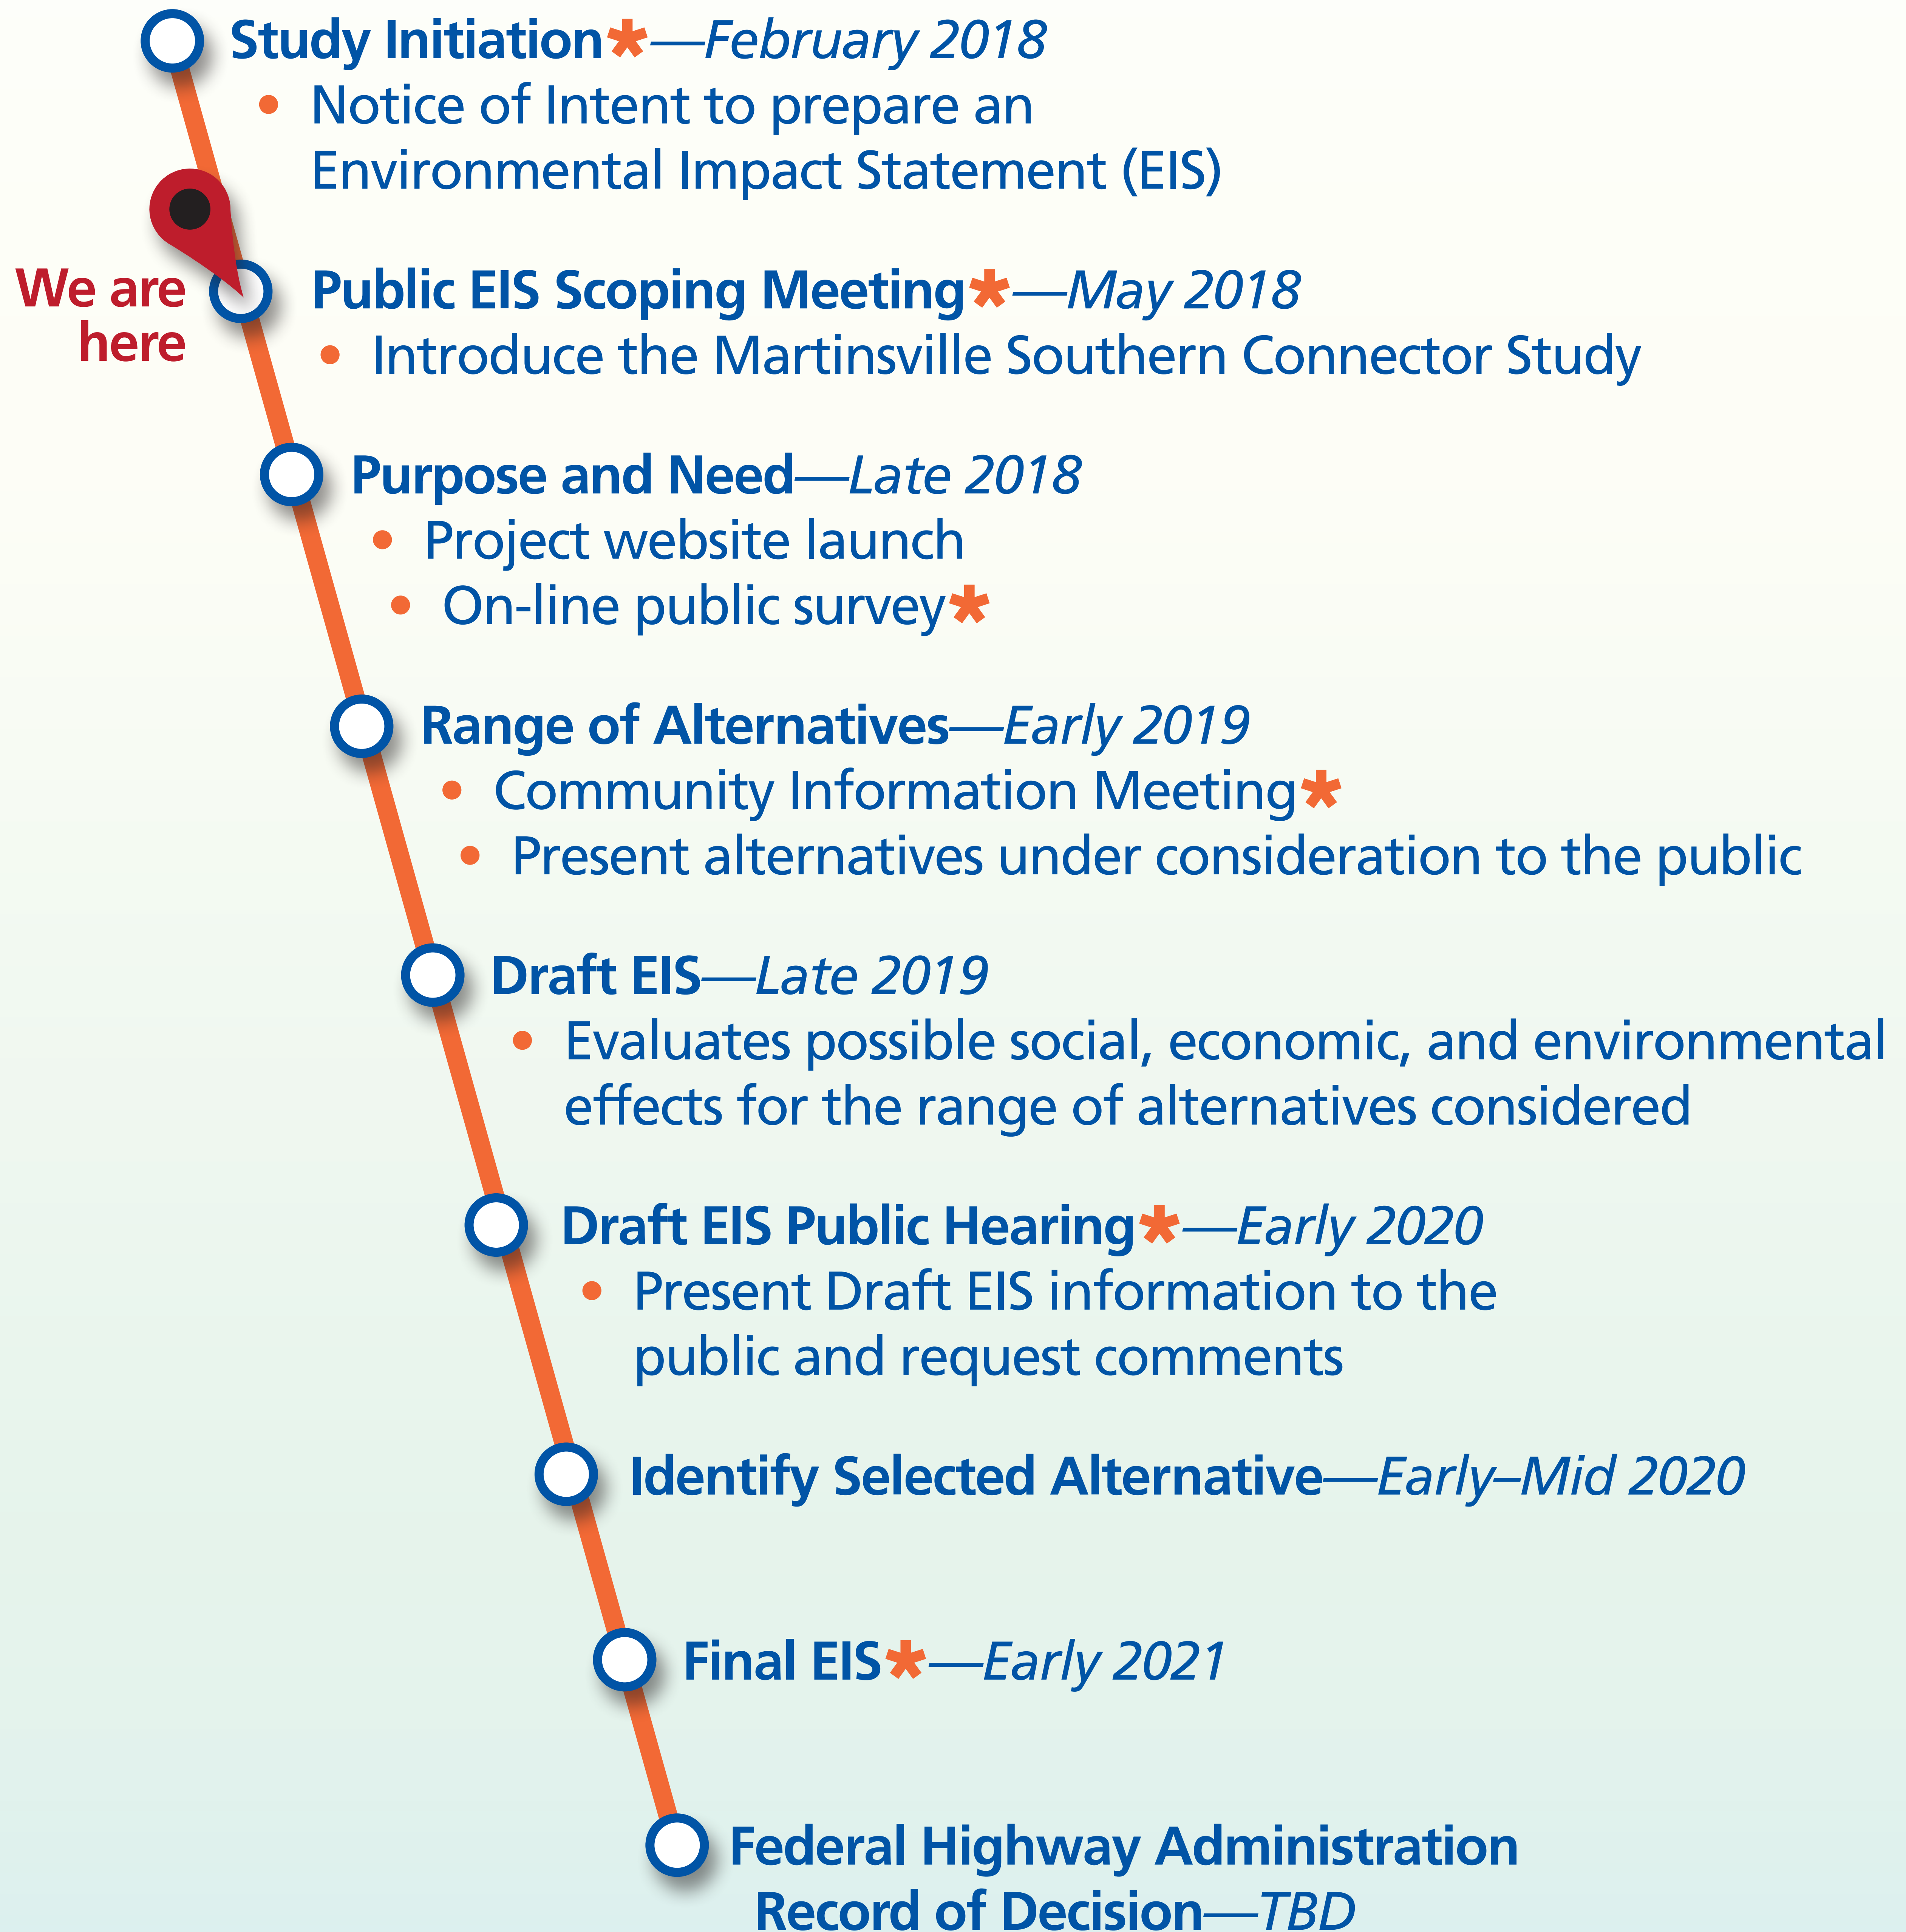 Study Initiation*—February 2018
• Notice of Intent to prepare an
Environmental Impact Statement (EIS)
We are
here
Public EIS Scoping Meeting*—May 2018
• Introduce the Martinsville Southern Connector Study
Purpose and Need—Late 2018
• Project website launch
• On-line public survey*
Range of Alternatives—Early 2019
• Community Information Meeting*
• Present alternatives under consideration to the public
Draft EIS—Late 2019
• Evaluates possible social, economic, and environmental
effects for the range of alternatives considered
Draft EIS Public Hearing*—Early 2020
• Present Draft EIS information to the
public and request comments
Identify Selected Alternative—Early–Mid 2020
Final EIS*—Early 2021
Federal Highway Administration
Record of Decision—TBD